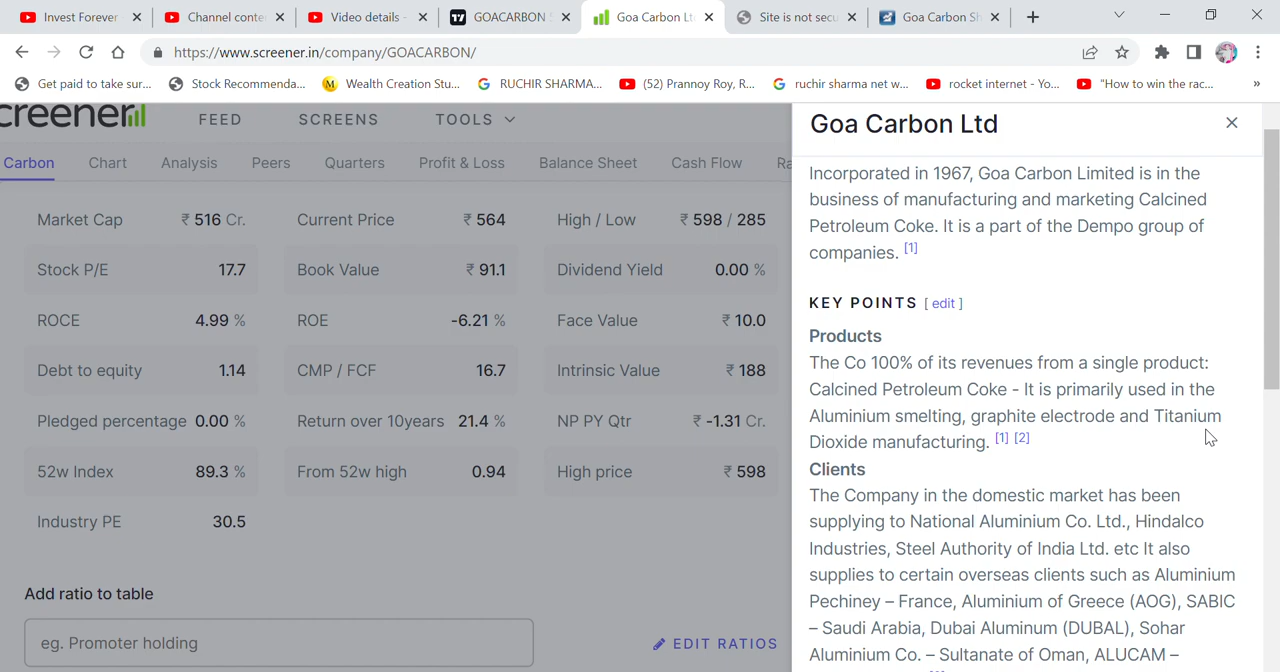 Invest Forever
Channel conte
Video details -
GOACARBON
Goa Carbon Lt
Site is not secu
Goa Carbon Sh
https://www.screener.in/company/GOACARBON/
Get paid to take sur...
Stock Recommenda...
Wealth Creation Stu...
RUCHIR SHARMA...
(52) Prannoy Roy, R...
ruchir sharma net w...
rocket internet - Yo...
"How to win the rac...
creener
FEED
SCREENS
TOOLS
Carbon
Chart
Analysis
Peers
Quarters
Profit & Loss
Balance Sheet
Cash Flow
Ra
Market Cap ₹ 516 Cr.
Current Price ₹ 564
High / Low ₹ 598 / 285
Stock P/E 17.7
Book Value ₹ 91.1
Dividend Yield 0.00 %
ROCE 4.99 %
ROE -6.21 %
Face Value ₹ 10.0
Debt to equity 1.14
CMP / FCF 16.7
Intrinsic Value ₹ 188
Pledged percentage 0.00 %
Return over 10years 21.4 %
NP PY Qtr ₹ -1.31 Cr.
52w Index 89.3 %
From 52w high 0.94
High price ₹ 598
Industry PE 30.5
Add ratio to table
eg. Promoter holding
EDIT RATIOS
Goa Carbon Ltd
Incorporated in 1967, Goa Carbon Limited is in the
business of manufacturing and marketing Calcined
Petroleum Coke. It is a part of the Dempo group of
companies. [1]
KEY POINTS [ edit ]
Products
The Co 100% of its revenues from a single product:
Calcined Petroleum Coke - It is primarily used in the
Aluminium smelting, graphite electrode and Titanium
Dioxide manufacturing. [1] [2]
Clients
The Company in the domestic market has been
supplying to National Aluminium Co. Ltd., Hindalco
Industries, Steel Authority of India Ltd. etc It also
supplies to certain overseas clients such as Aluminium
Pechiney – France, Aluminium of Greece (AOG), SABIC
– Saudi Arabia, Dubai Aluminum (DUBAL), Sohar
Aluminium Co. – Sultanate of Oman, ALUCAM –